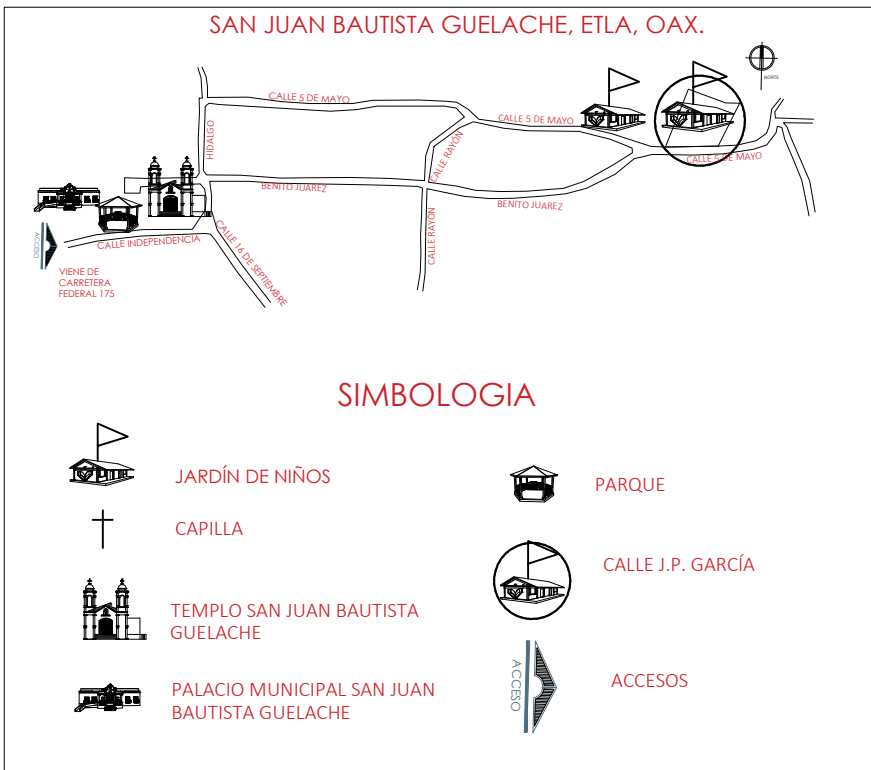 SAN JUAN BAUTISTA GUELACHE, ETLA, OAX.
NORTE
CALLE 5 DE MAYO
CALLE 5 DE MAYO
HIDALGO
CALLE RAYÓN
CALLE 5 DE MAYO
BENITO JUAREZ
BENITO JUAREZ
CALLE RAYON
CALLE 16 DE SEPTIEMBRE
CALLE INDEPENDENCIA
ACCESO
VIENE DE
CARRETERA
FEDERAL 175
SIMBOLOGIA
JARDÍN DE NIÑOS
CAPILLA
TEMPLO SAN JUAN BAUTISTA
GUELACHE
PALACIO MUNICIPAL SAN JUAN
BAUTISTA GUELACHE
PARQUE
CALLE J.P. GARCÍA
ACCESO
ACCESOS